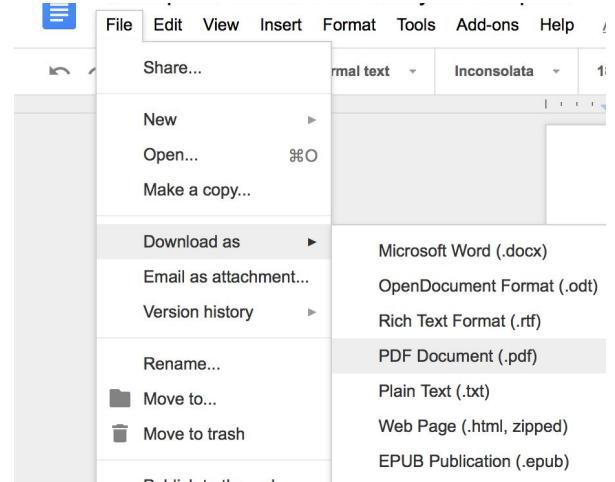 File Edit View Insert Format Tools Add-ons Help
Share...
rmal text
Inconsolata
18
New
Open... ⌘O
Make a copy...
Download as
Email as attachment...
Version history
Rename...
Move to...
Move to trash
Microsoft Word (.docx)
OpenDocument Format (.odt)
Rich Text Format (.rtf)
PDF Document (.pdf)
Plain Text (.txt)
Web Page (.html, zipped)
EPUB Publication (.epub)